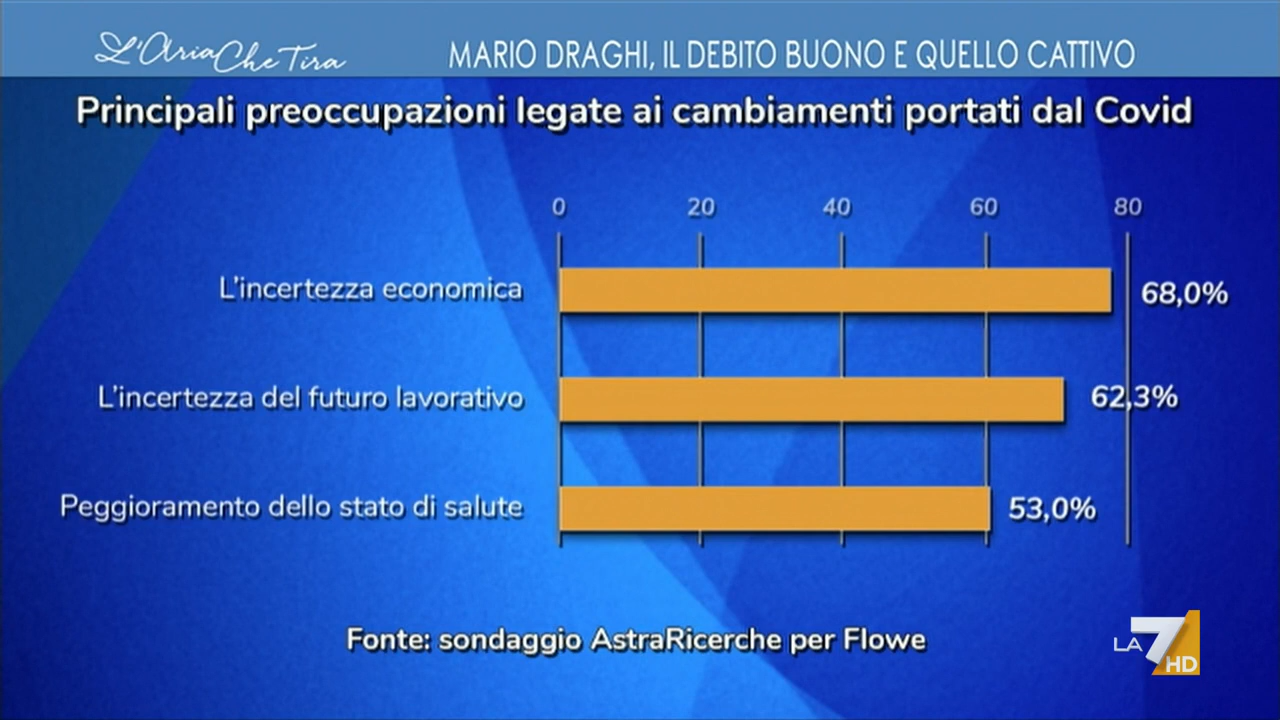 L'Aria Che Tira
MARIO DRAGHI, IL DEBITO BUONO E QUELLO CATTIVO
Principali preoccupazioni legate ai cambiamenti portati dal Covid
0 20 40 60 80
L'incertezza economica 68,0%
L'incertezza del futuro lavorativo 62,3%
Peggioramento dello stato di salute 53,0%
Fonte: sondaggio AstraRicerche per Flowe
LA 7 HD